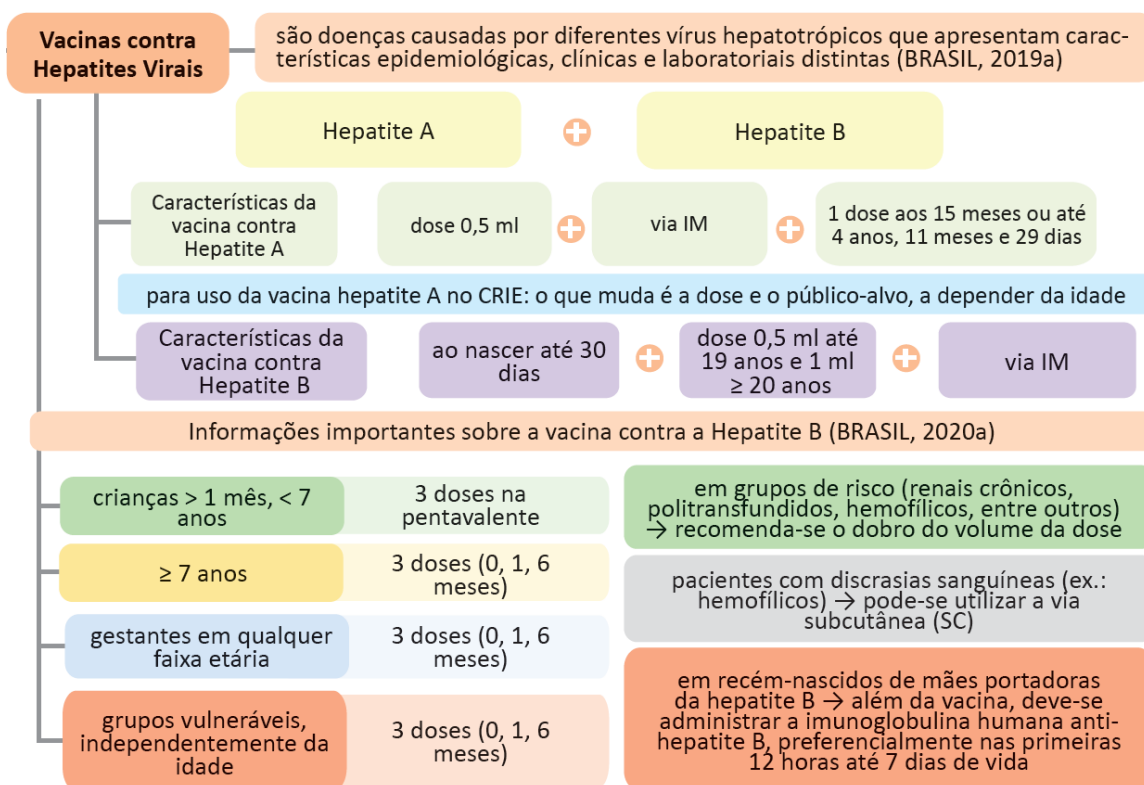 Vacinas contra
Hepatites Virais
são doenças causadas por diferentes vírus hepatotrópicos que apresentam carac-
terísticas epidemiológicas, clínicas e laboratoriais distintas (BRASIL, 2019a)
Hepatite A
Hepatite B
Características da
vacina contra
Hepatite A
dose 0,5 ml
via IM
1 dose aos 15 meses ou até
4 anos, 11 meses e 29 dias
para uso da vacina hepatite A no CRIE: o que muda é a dose e o público-alvo, a depender da idade
Características da
vacina contra
Hepatite B
ao nascer até 30
dias
dose 0,5 ml até
19 anos e 1 ml
≥ 20 anos
via IM
Informações importantes sobre a vacina contra a Hepatite B (BRASIL, 2020a)
crianças > 1 mês, < 7
anos
3 doses na
pentavalente
≥ 7 anos
3 doses (0, 1, 6
meses)
gestantes em qualquer
faixa etária
3 doses (0, 1, 6
meses)
grupos vulneráveis,
independentemente da
idade
3 doses (0, 1, 6
meses)
em grupos de risco (renais crônicos,
politransfundidos, hemofílicos, entre outros)
→ recomenda-se o dobro do volume da dose
pacientes com discrasias sanguíneas (ex.:
hemofílicos) → pode-se utilizar a via
subcutânea (SC)
em recém-nascidos de mães portadoras
da hepatite B → além da vacina, deve-se
administrar a imunoglobulina humana anti-
hepatite B, preferencialmente nas primeiras
12 horas até 7 dias de vida